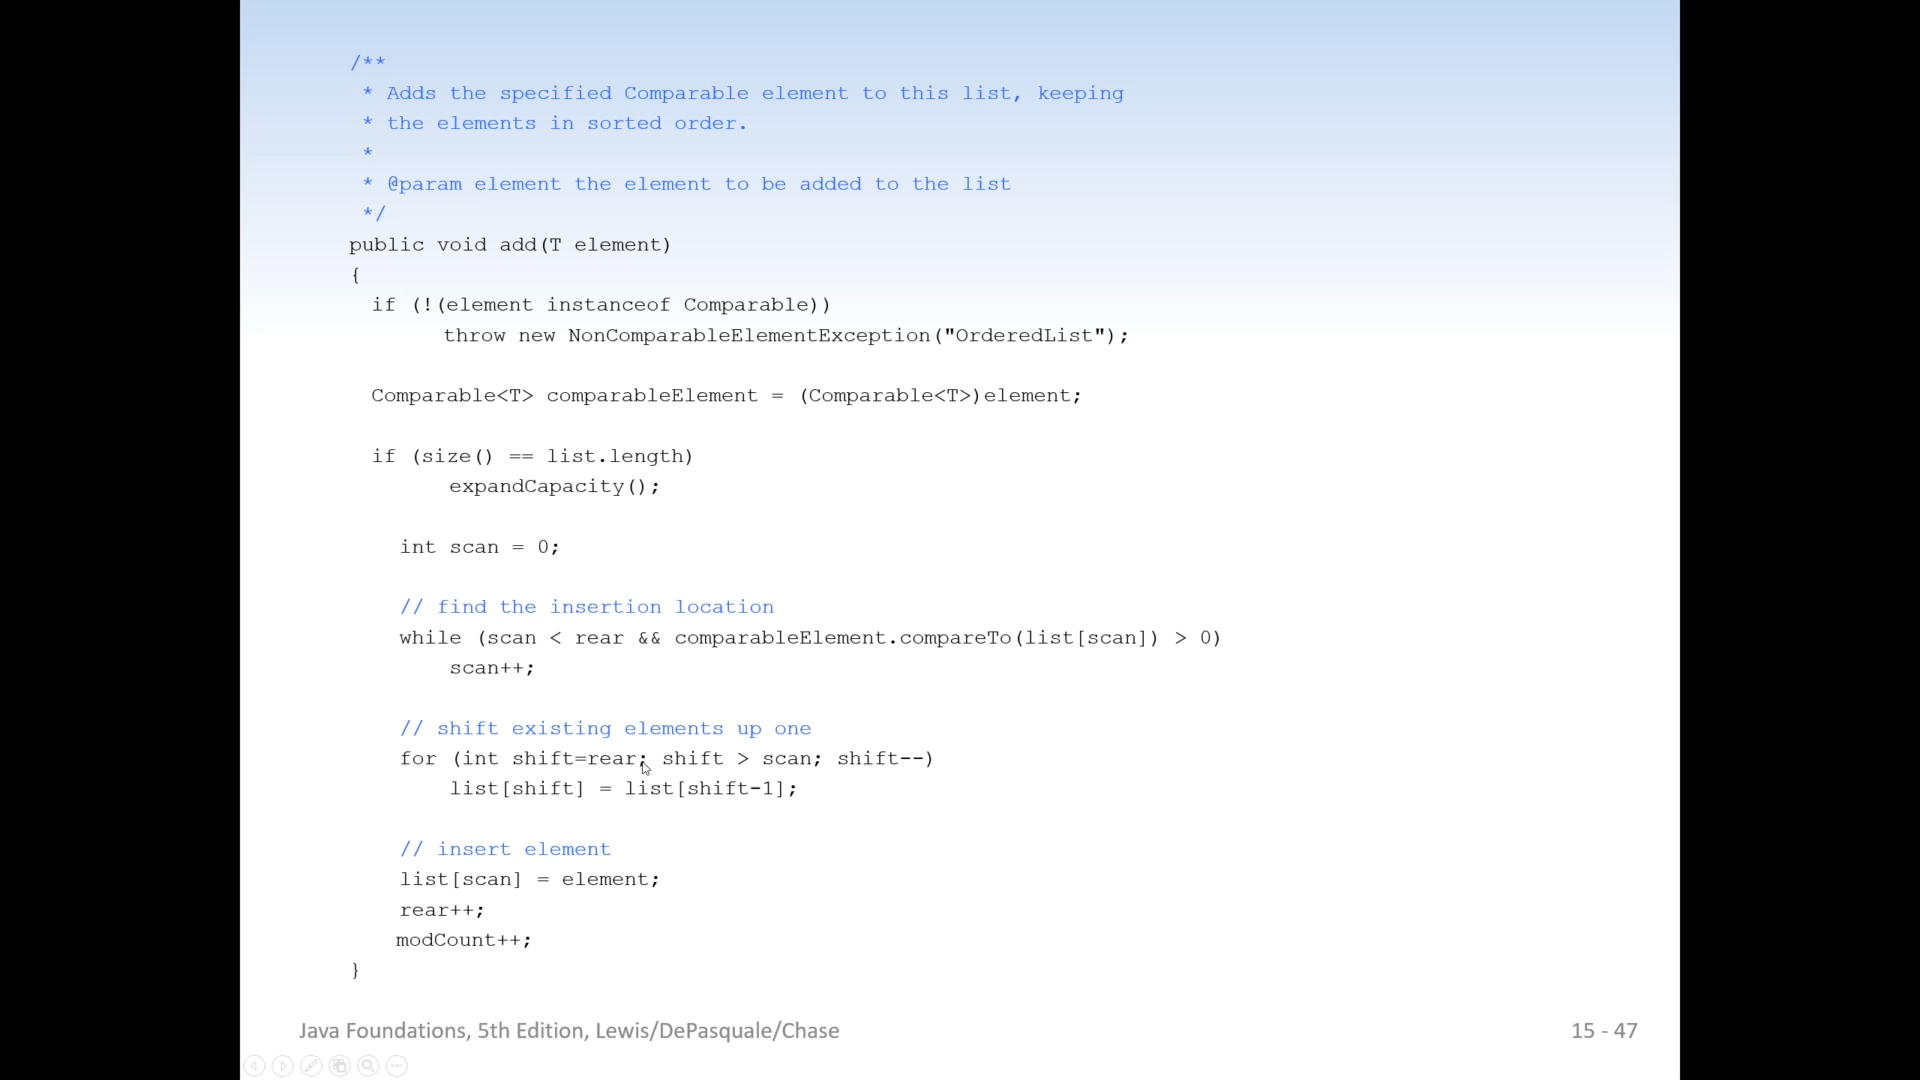 /**
 * Adds the specified Comparable element to this list, keeping
 * the elements in sorted order.
 *
 * @param element the element to be added to the list
 */
public void add(T element)
{
if (!(element instanceof Comparable))
throw new NonComparableElementException("OrderedList");
Comparable<T> comparableElement = (Comparable<T>)element;
if (size() == list.length)
expandCapacity();
int scan = 0;
// find the insertion location
while (scan < rear && comparableElement.compareTo(list[scan]) > 0)
scan++;
// shift existing elements up one
for (int shift=rear; shift > scan; shift--)
list[shift] = list[shift-1];
// insert element
list[scan] = element;
rear++;
modCount++;
}
Java Foundations, 5th Edition, Lewis/DePasquale/Chase
15 - 47